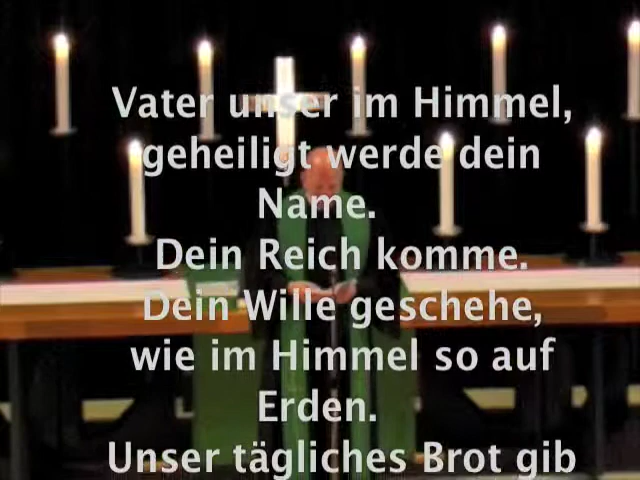 Vater unser im Himmel,
geheiligt werde dein
Name.
Dein Reich komme.
Dein Wille geschehe,
wie im Himmel so auf
Erden.
Unser tägliches Brot gib